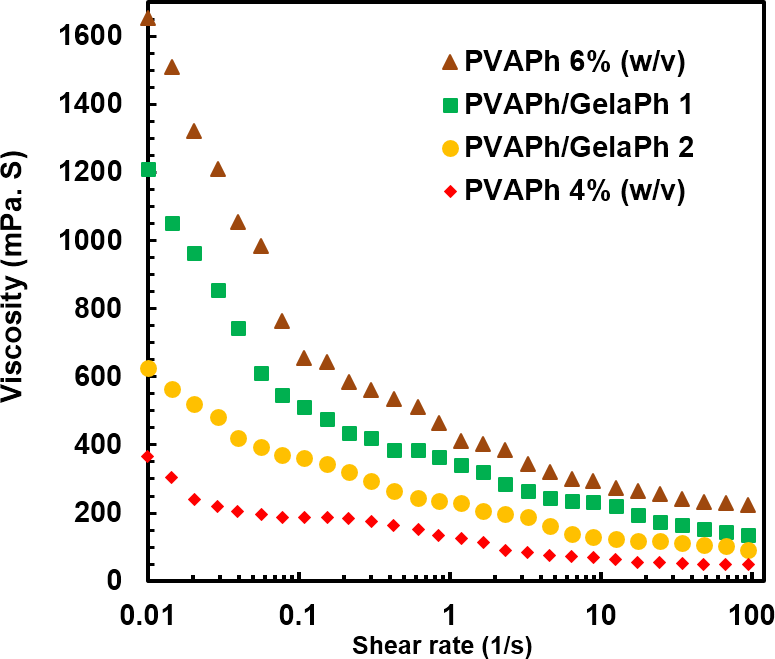 1600
1400
1200
1000
800
600
400
200
0
Viscosity (mPa. S)
PVAPh 6% (w/v)
PVAPh/GelaPh 1
PVAPh/GelaPh 2
PVAPh 4% (w/v)
0.01 0.1 1 10 100
Shear rate (1/s)